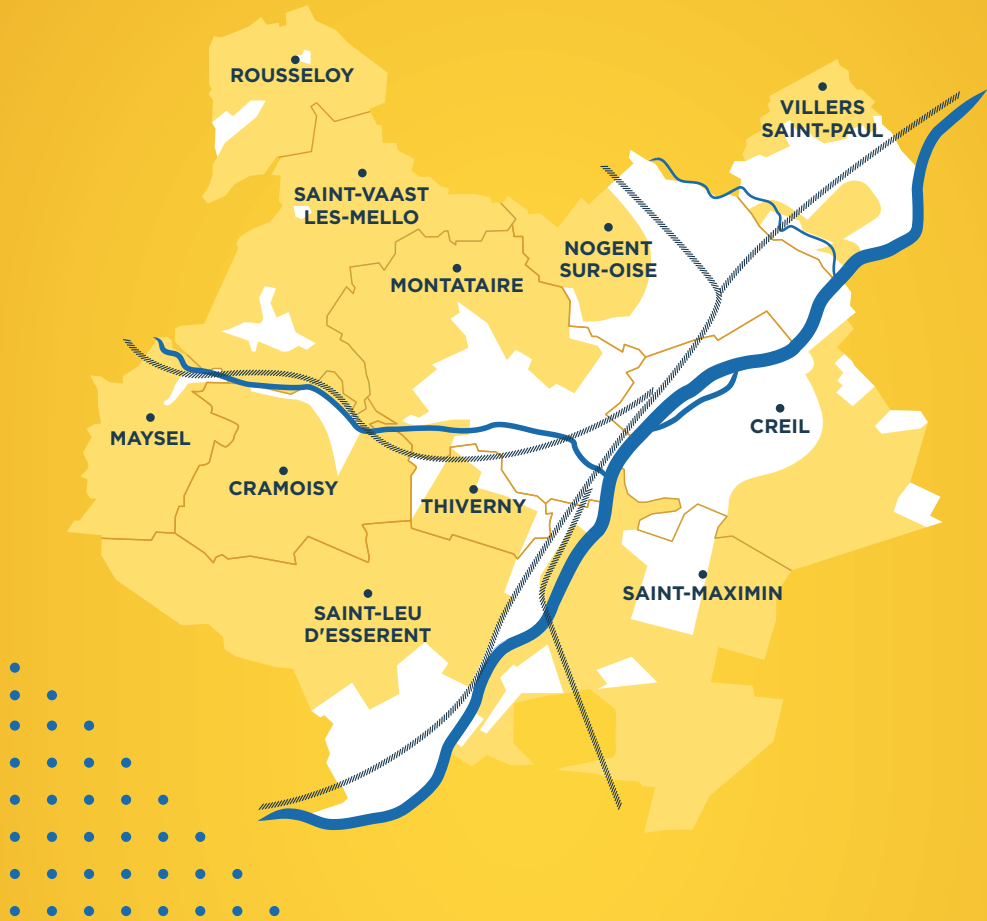 ROUSSELOY
VILLERS
SAINT-PAUL
SAINT-VAAST
LES-MELLO
NOGENT
SUR-OISE
MONTATAIRE
MAYSEL
CREIL
CRAMOISY
THIVERNY
SAINT-MAXIMIN
SAINT-LEU
D'ESSERENT